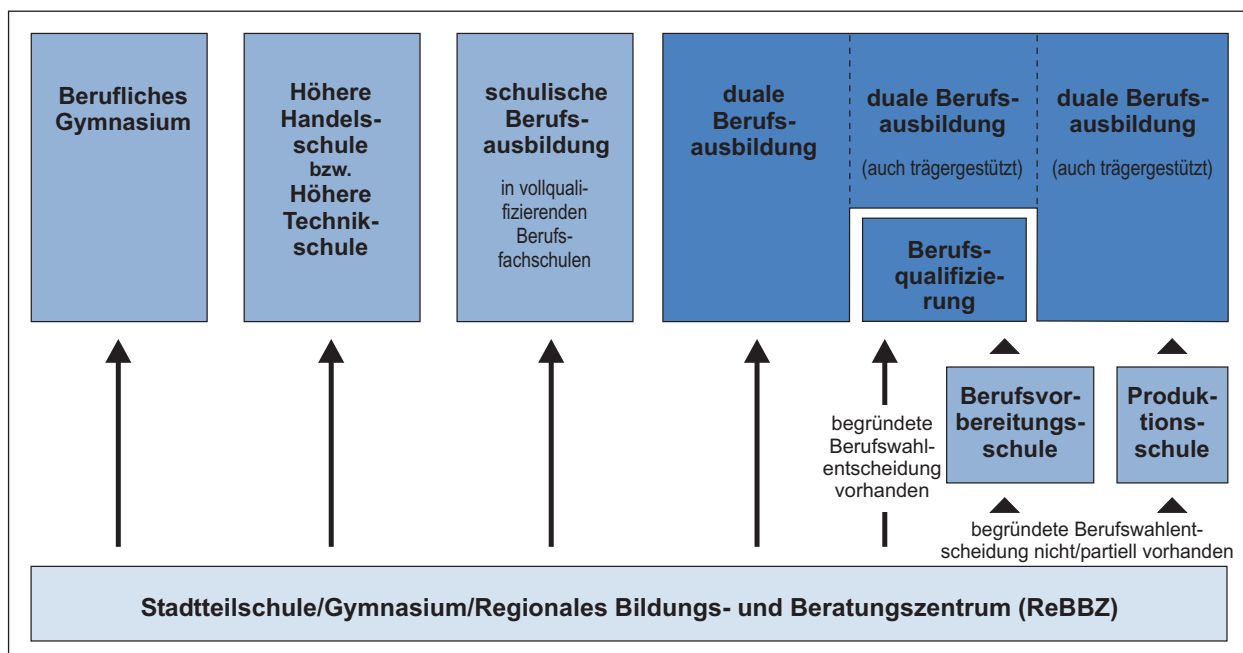 Berufliches
Gymnasium
Höhere
Handels-
schule
bzw.
Höhere
Technik-
schule
schulische
Berufs-
ausbildung
in vollquali-
fizierenden
Berufs-
fachschulen
duale
Berufs-
ausbildung
duale Berufs-
ausbildung
(auch trägergestützt)
duale Berufs-
ausbildung
(auch trägergestützt)
Berufs-
qualifizie-
rung
Berufsvor-
bereitungs-
schule
Produk-
tions-
schule
begründete
Berufswahl-
entscheidung
vorhanden
begründete Berufswahlent-
scheidung nicht/partiell vorhanden
Stadtteilschule/Gymnasium/Regionales Bildungs- und Beratungszentrum (ReBBZ)